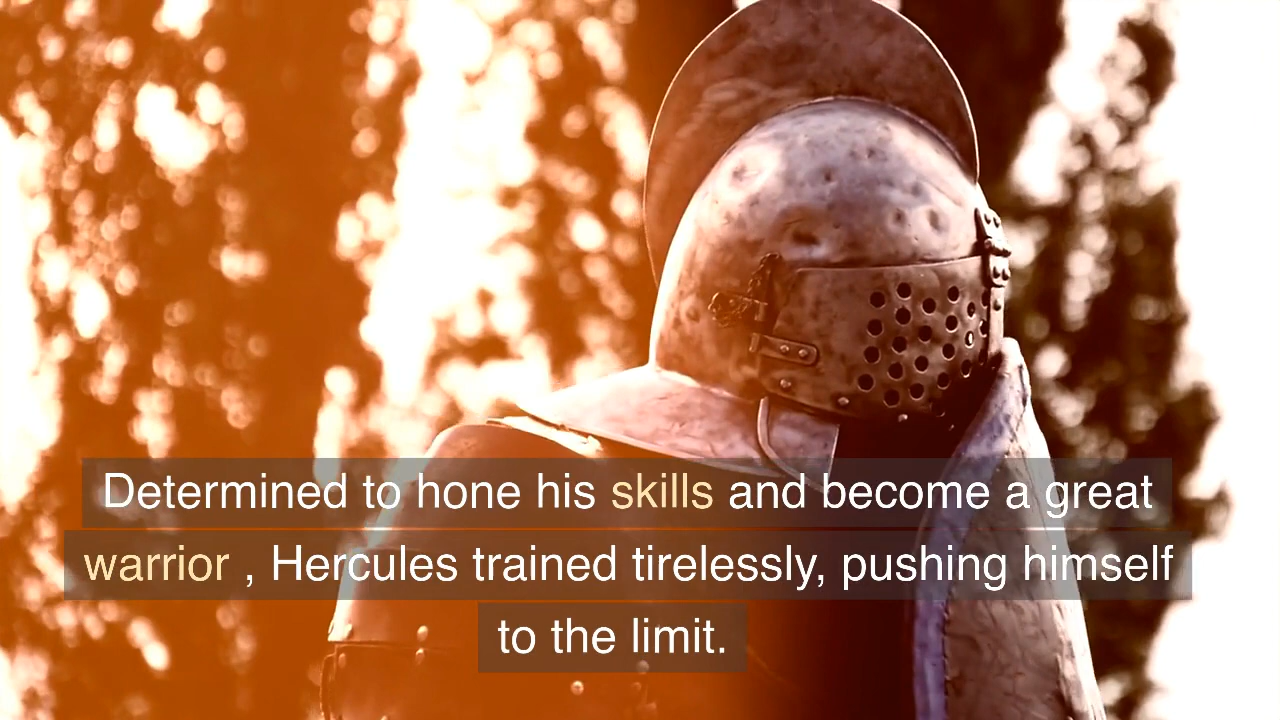 Determined to hone his skills and become a great
warrior , Hercules trained tirelessly, pushing himself
to the limit.